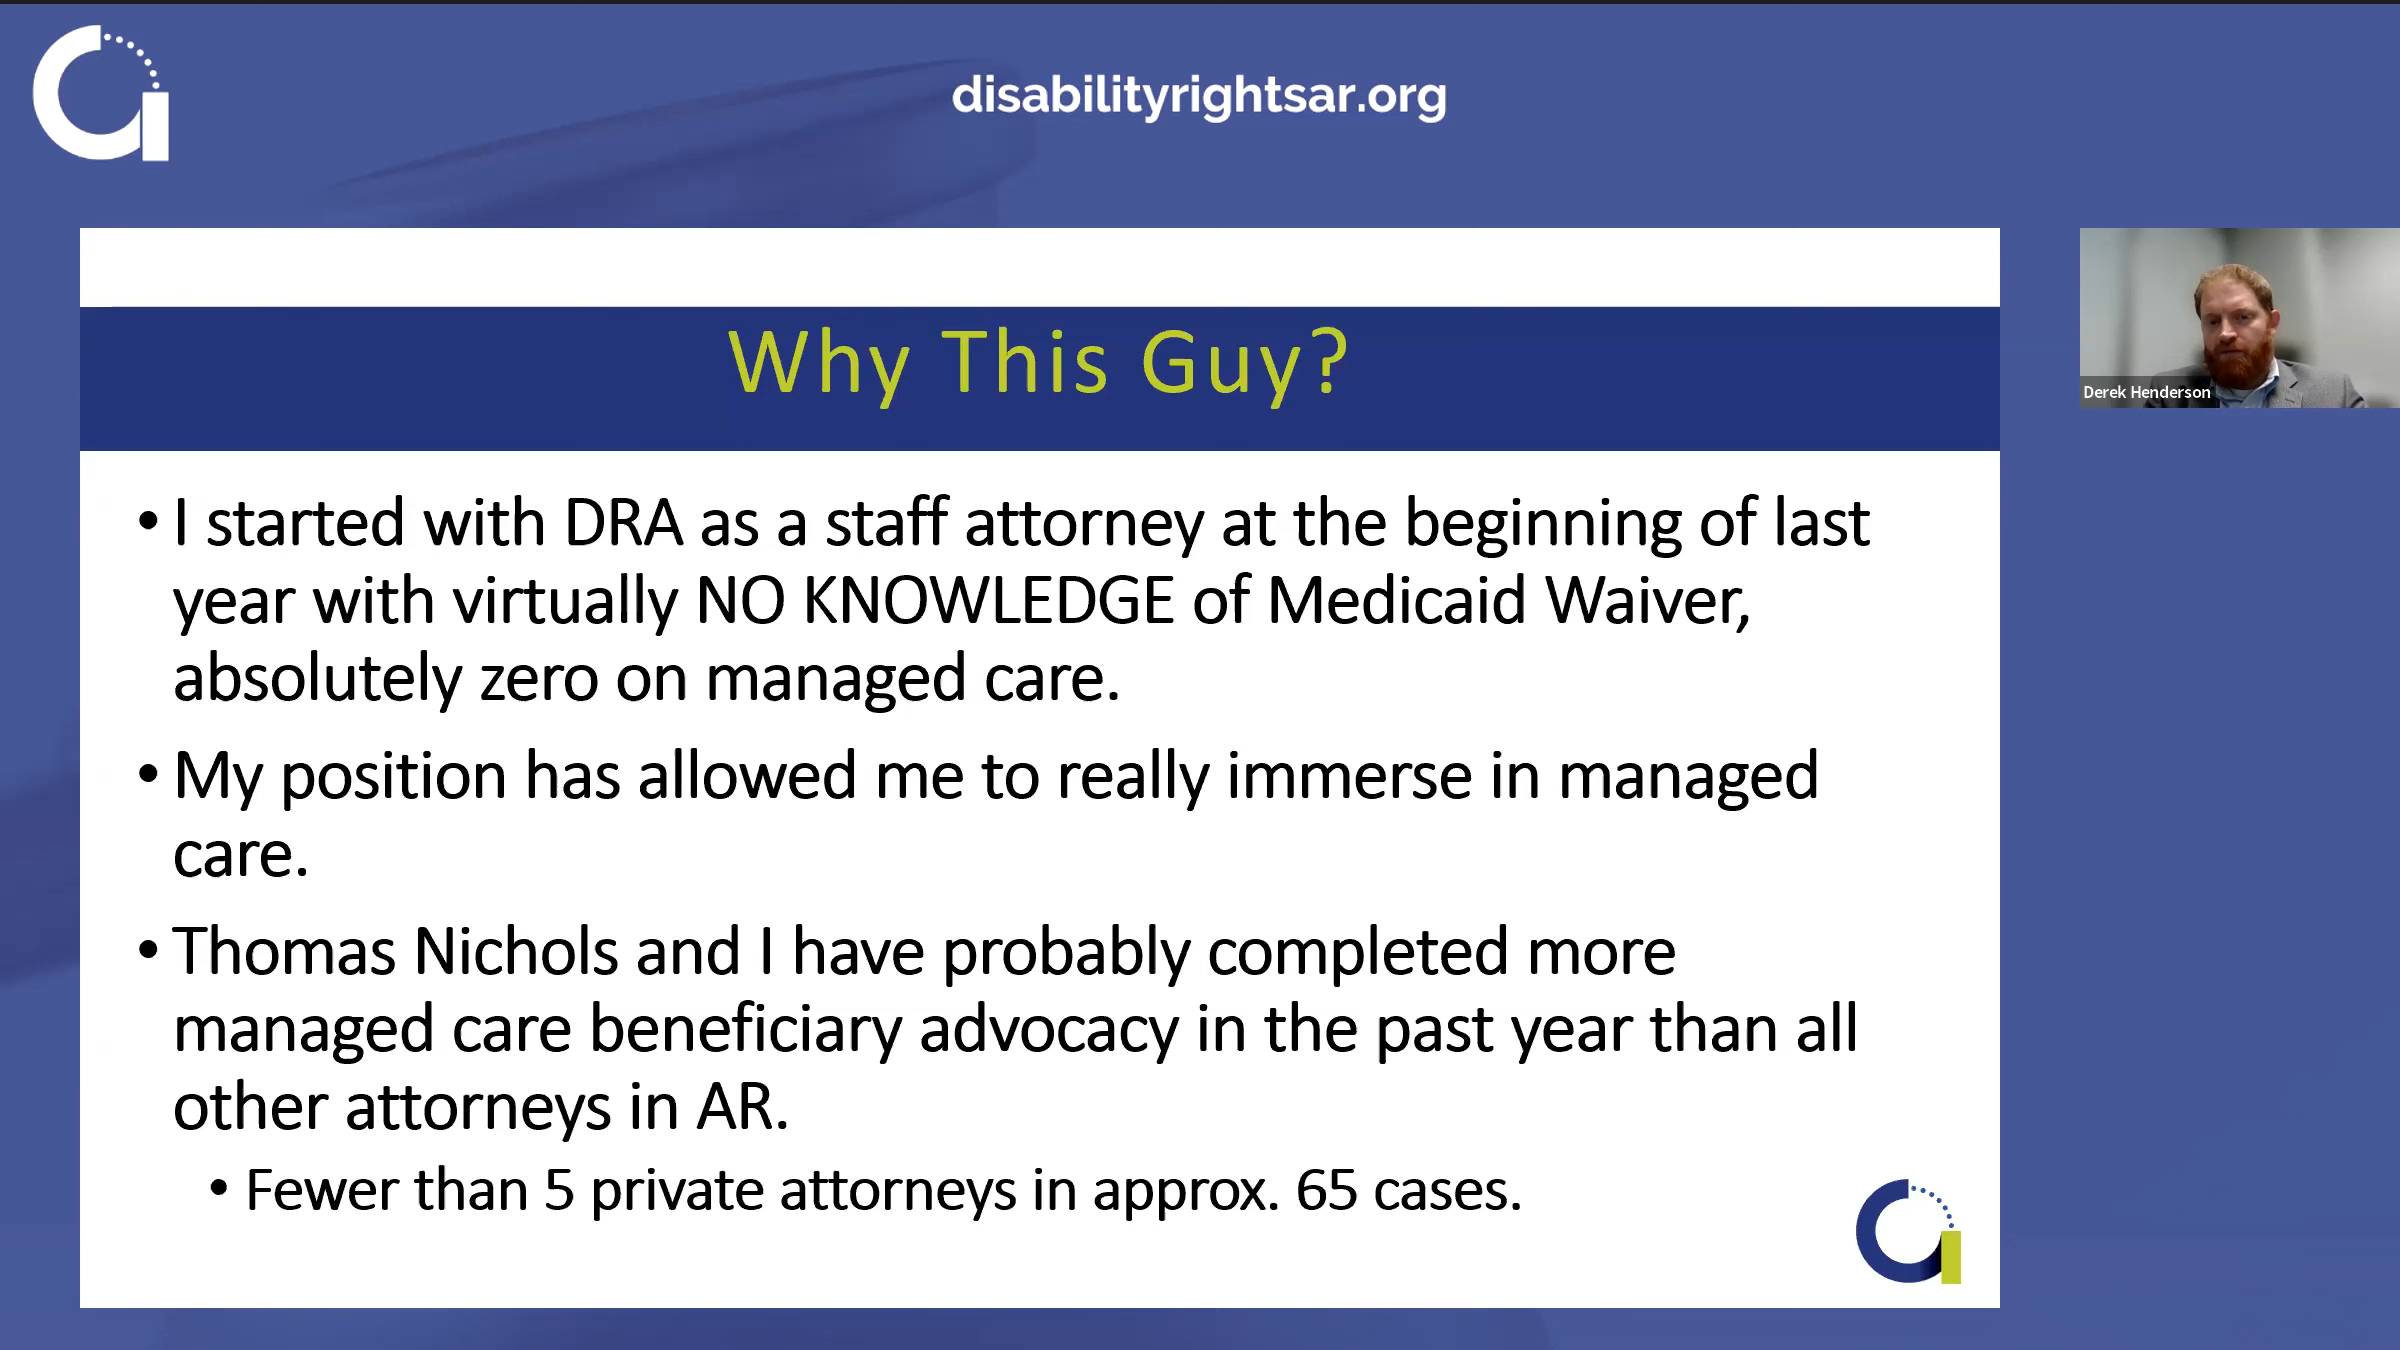 disabilityrightsar.org
Why This Guy?
Derek Henderson
• I started with DRA as a staff attorney at the beginning of last
year with virtually NO KNOWLEDGE of Medicaid Waiver,
absolutely zero on managed care.
• My position has allowed me to really immerse in managed
care.
• Thomas Nichols and I have probably completed more
managed care beneficiary advocacy in the past year than all
other attorneys in AR.
• Fewer than 5 private attorneys in approx. 65 cases.